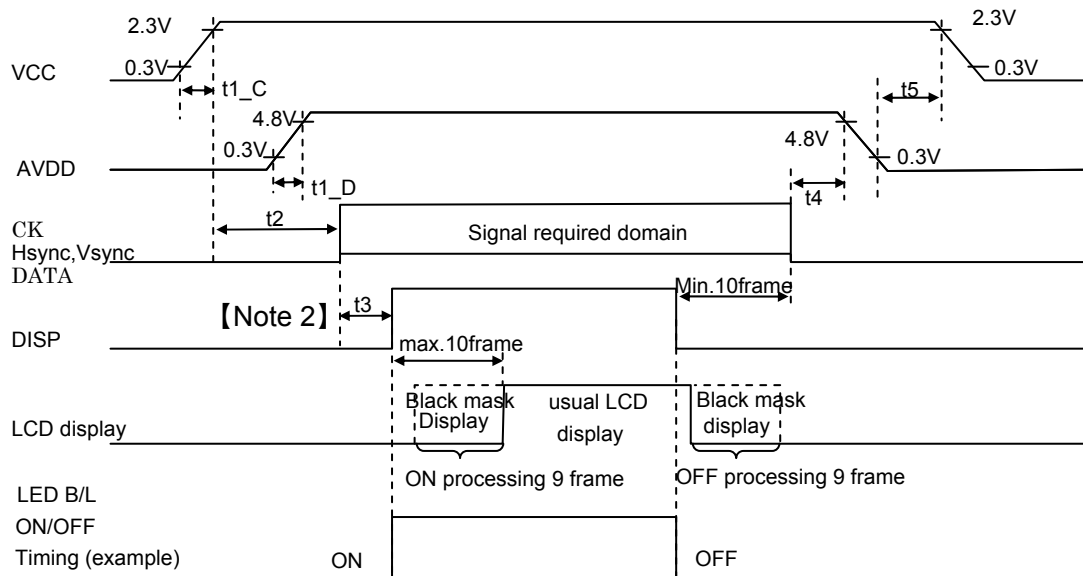 2.3V
2.3V
VCC
0.3V
0.3V
t1_C
t5
4.8V
4.8V
0.3V
0.3V
AVDD
t1_D
t4
t2
CK
Hsync,Vsync
DATA
Signal required domain
Min.10frame
t3
【Note 2】
DISP
max.10frame
Black mask
Display
usual LCD
display
Black mask
display
LCD display
ON processing 9 frame
OFF processing 9 frame
LED B/L
ON/OFF
Timing (example)
ON
OFF